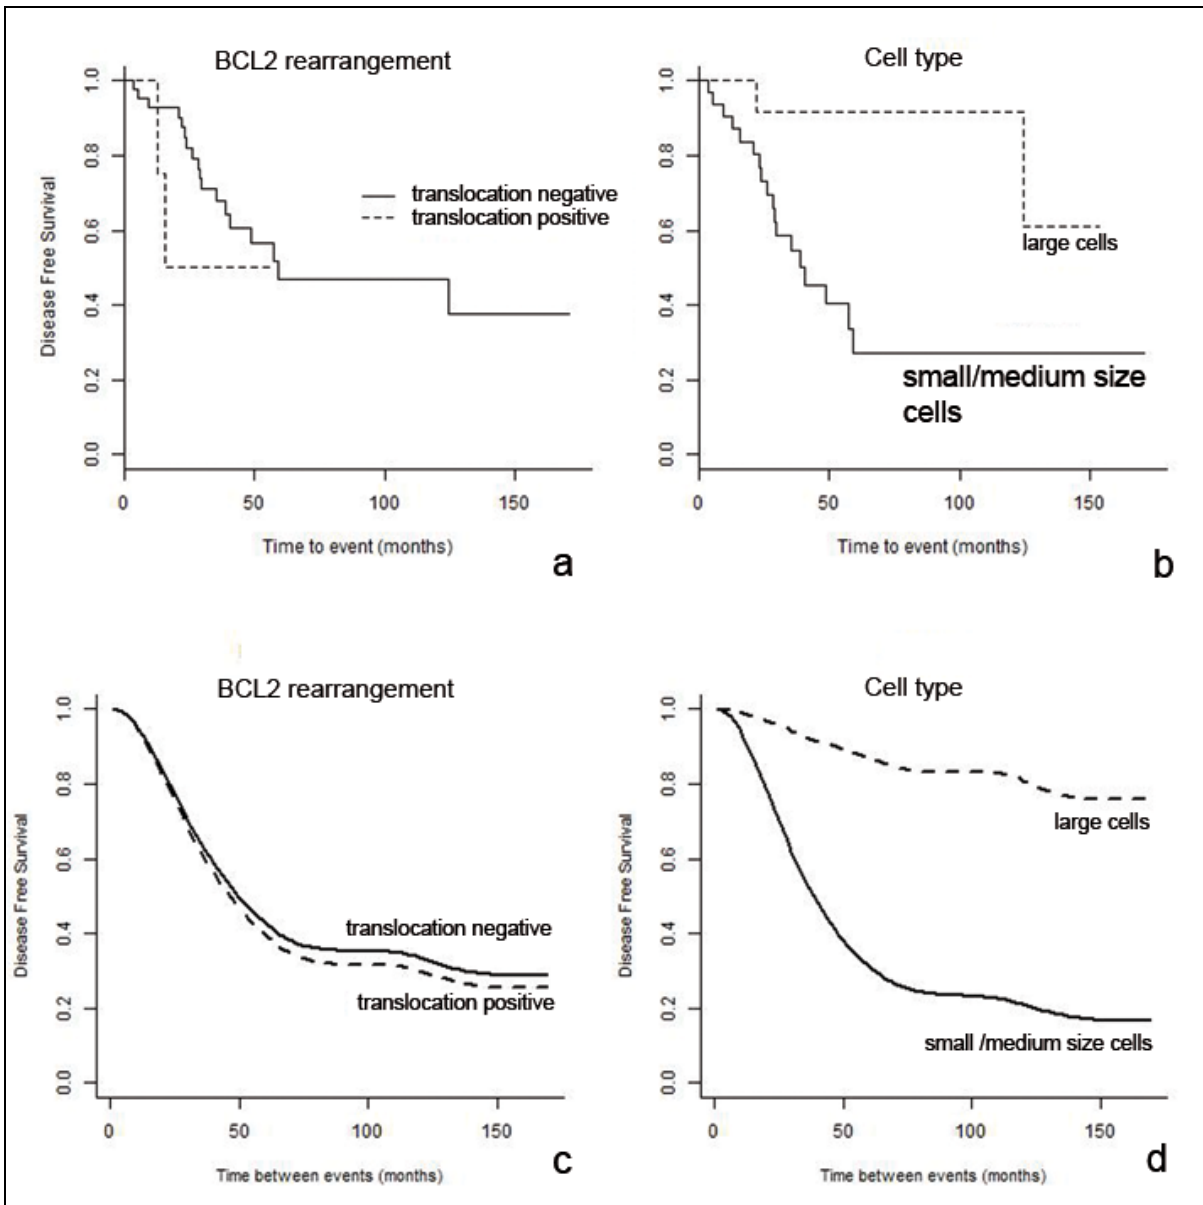 BCL2 rearrangement
Disease Free Survival
1.0
0.8
0.6
0.4
0.2
0.0
translocation negative
translocation positive
0 50 100 150
Time to event (months)
a
Cell type
Disease Free Survival
1.0
0.8
0.6
0.4
0.2
0.0
large cells
small/medium size
cells
0 50 100 150
Time to event (months)
b
BCL2 rearrangement
Disease Free Survival
1.0
0.8
0.6
0.4
0.2
0.0
translocation negative
translocation positive
0 50 100 150
Time between events (months)
c
Cell type
Disease Free Survival
1.0
0.8
0.6
0.4
0.2
0.0
large cells
small /medium size cells
0 50 100 150
Time between events (months)
d